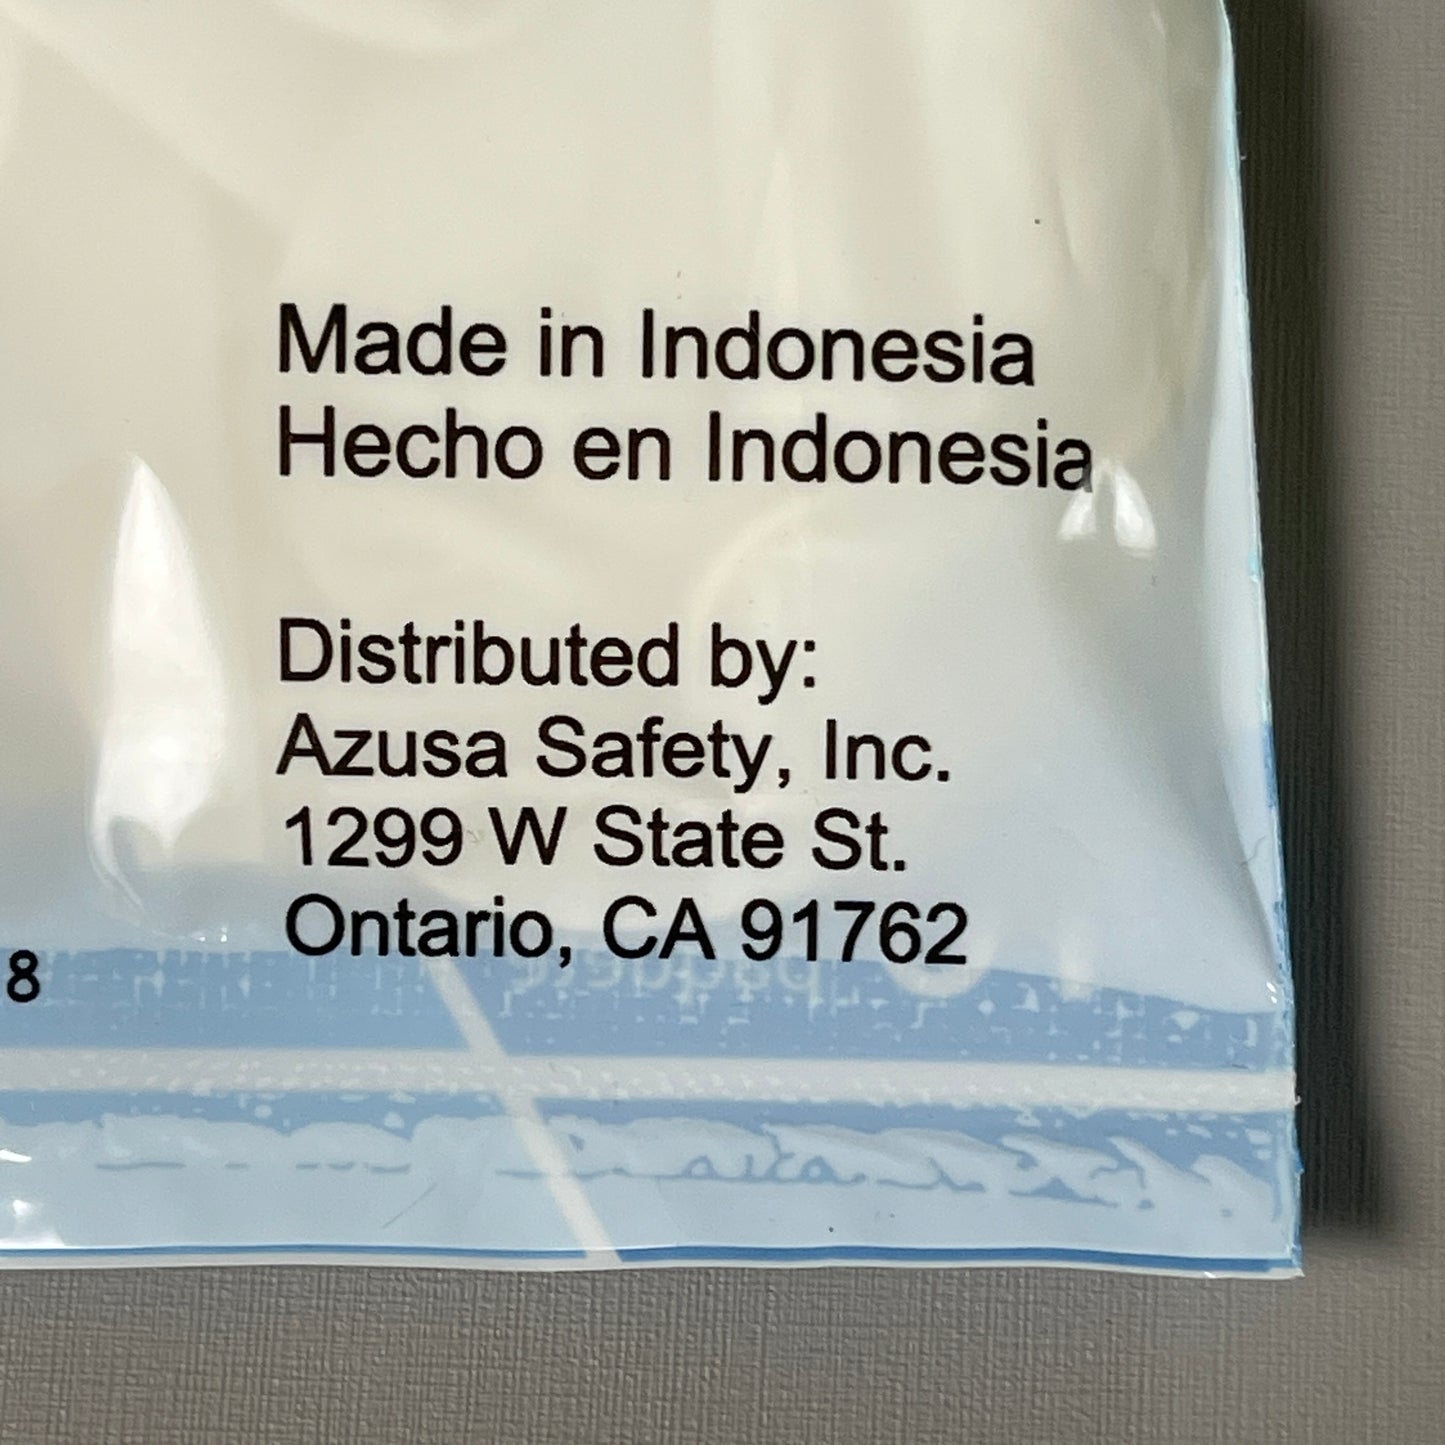 Made in Indonesia
Hecho en Indonesia
Distributed by:
Azusa Safety, Inc.
1299 W State St.
Ontario, CA 91762
8